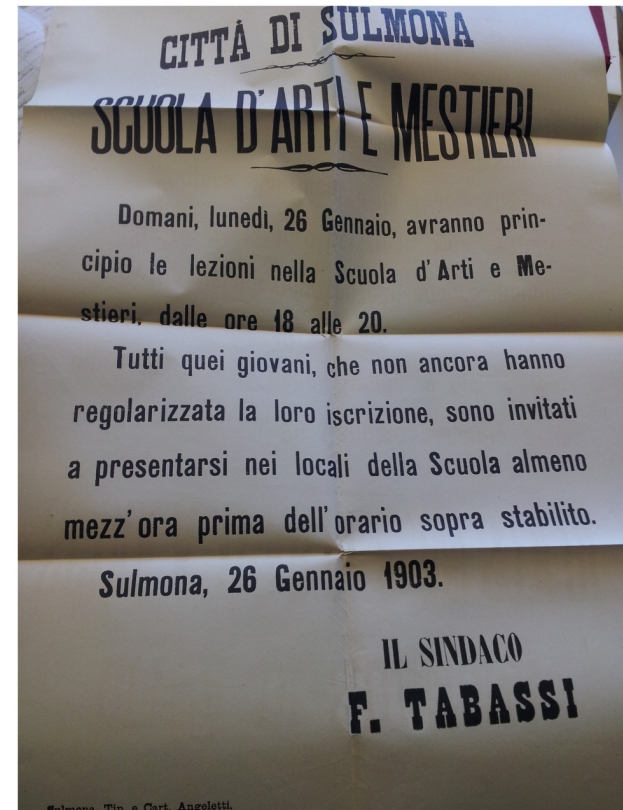 CITTÀ DI SULMONA
SCUOLA D'ARTI E MESTIERI
Domani, lunedì, 26 Gennaio, avranno prin-
cipio le lezioni nella Scuola d'Arti e Me-
stieri, dalle ore 18 alle 20.
Tutti quei giovani, che non ancora hanno
regolarizzata la loro iscrizione, sono invitati
a presentarsi nei locali della Scuola almeno
mezz'ora prima dell'orario sopra stabilito.
Sulmona, 26 Gennaio 1903.
IL SINDACO
F. TABASSI
Sulmona, Tip. e Cart. Angeletti.